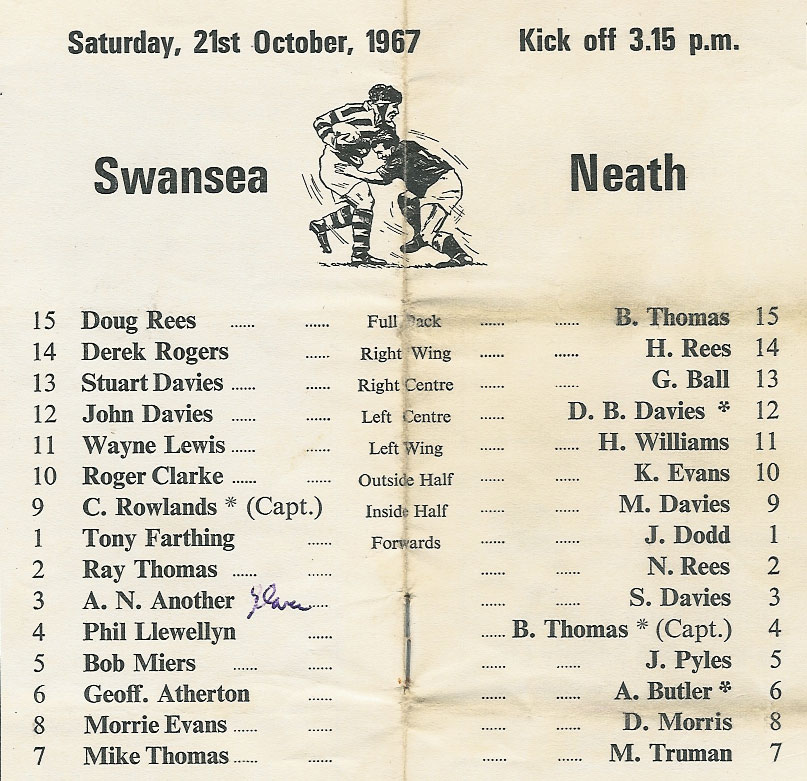 Saturday, 21st October, 1967 Kick off 3.15 p.m.
Swansea Neath
15 Doug Rees ...... ...... Full Back ...... ...... B. Thomas 15
14 Derek Rogers ...... Right Wing ...... ...... H. Rees 14
13 Stuart Davies ...... ...... Right Centre ...... ...... G. Ball 13
12 John Davies ...... ...... Left Centre ...... D. B. Davies * 12
11 Wayne Lewis ...... ...... Left Wing ...... ...... H. Williams 11
10 Roger Clarke ...... ...... Outside Half ...... ...... K. Evans 10
9 C. Rowlands * (Capt.) Inside Half ...... ...... M. Davies 9
1 Tony Farthing ...... Forwards ...... ...... J. Dodd 1
2 Ray Thomas ...... ...... ...... ...... N. Rees 2
3 A. N. Another ...... ...... ...... S. Davies 3
4 Phil Llewellyn ...... ...... B. Thomas * (Capt.) 4
5 Bob Miers ...... ...... ...... ...... J. Pyles 5
6 Geoff. Atherton ...... ...... ...... A. Butler * 6
8 Morrie Evans ...... ...... ...... ...... D. Morris 8
7 Mike Thomas ...... ...... ...... ...... M. Truman 7